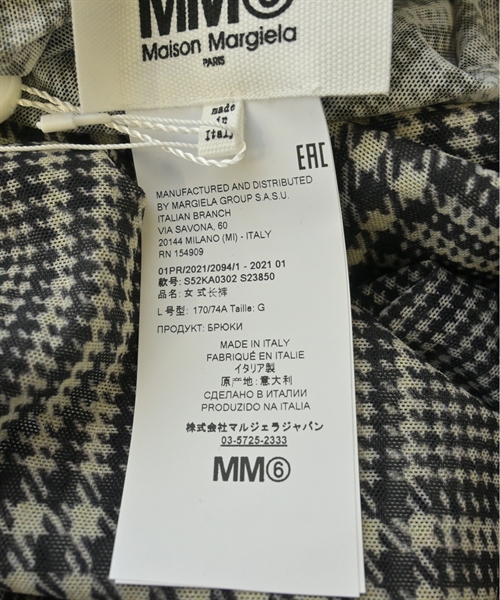 MM6
Maison Margiela
PARIS
made
in
Italy
EAC
MANUFACTURED AND DISTRIBUTED
BY MARGIELA GROUP S.A.S.U.
ITALIAN BRANCH
VIA SAVONA, 60
20144 MILANO (MI) - ITALY
RN 154909
01PR/2021/2094/1 - 2021 01
款号: S52KA0302 S23850
品名: 女式长裤
L 号型: 170/74A Taille: G
ПРОДУКТ: БРЮКИ
MADE IN ITALY
FABRIQUÉ EN ITALIE
イタリア製
原产地: 意大利
СДЕЛАНО В ИТАЛИИ
PRODUZIDO NA ITALIA
株式会社マルジェラジャパン
03-5725-2333
MM6